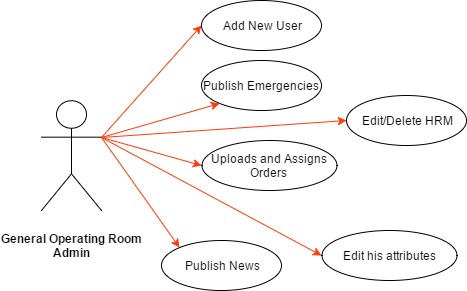 Add New User
Publish Emergencies
Edit/Delete HRM
Uploads and Assigns
Orders
General Operating Room
Admin
Edit his attributes
Publish News